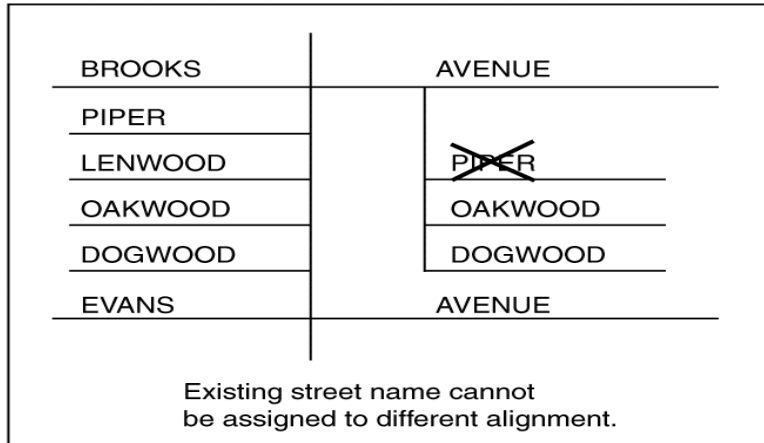 BROOKS AVENUE
PIPER
LENWOOD PIPER
OAKWOOD OAKWOOD
DOGWOOD DOGWOOD
EVANS AVENUE
Existing street name cannot
be assigned to different alignment.